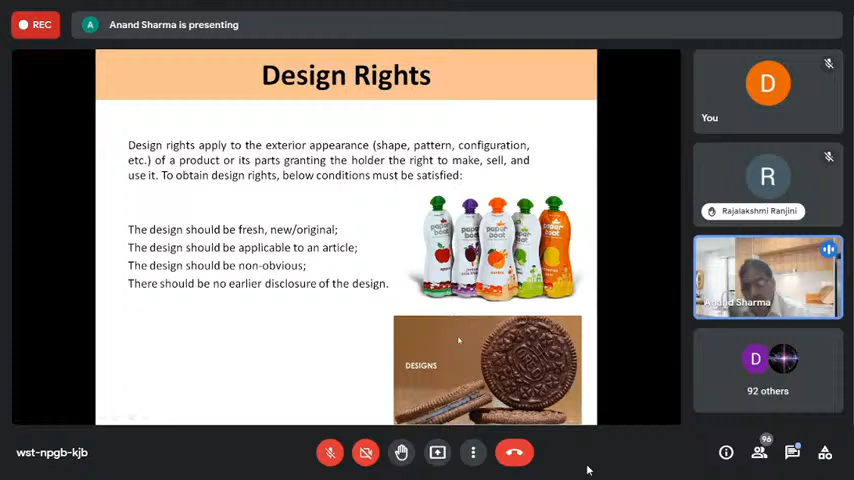 REC
A
Anand Sharma is presenting
Design Rights
Design rights apply to the exterior appearance (shape, pattern, configuration,
etc.) of a product or its parts granting the holder the right to make, sell, and
use it. To obtain design rights, below conditions must be satisfied:
The design should be fresh, new/original;
The design should be applicable to an article;
The design should be non-obvious;
There should be no earlier disclosure of the design.
paper
boat
paper
boat
DESIGNS
D
You
R
Rajalakshmi Ranjini
Anand Sharma
D
92 others
wst-npgb-kjb
96